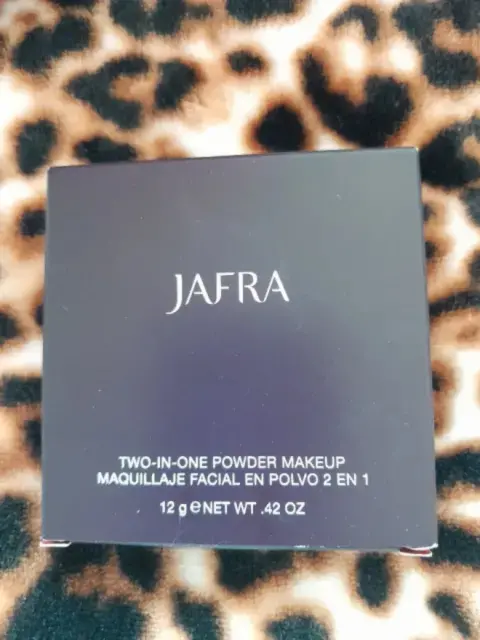 JAFRA
TWO-IN-ONE POWDER MAKEUP
MAQUILLAJE FACIAL EN POLVO 2 EN 1
12 g e NET WT .42 OZ